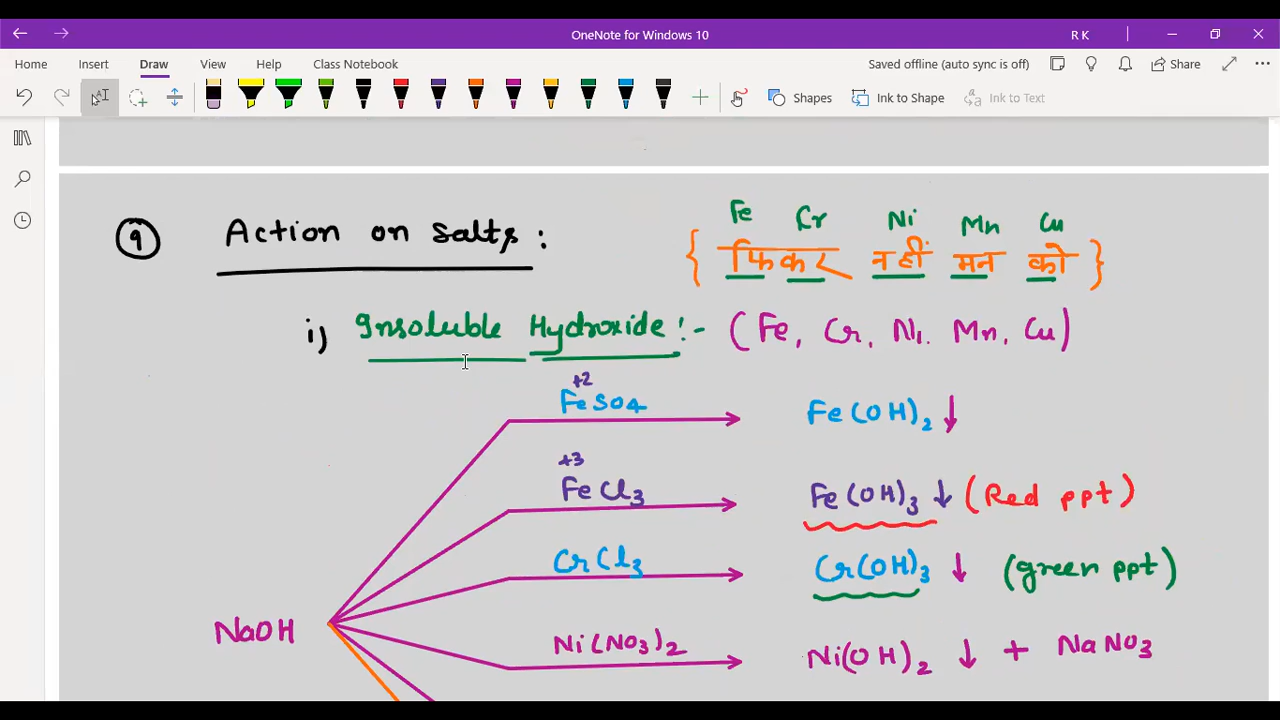 OneNote for Windows 10
R K
Home Insert Draw View Help Class Notebook
Saved offline (auto sync is off) Share
Shapes Ink to Shape Ink to Text
Fe Cr Ni Mn Cu
⑨ Action on Salts :
{ फिकर नहीं मन को }
i) Insoluble Hydroxide :- (Fe, Cr, Ni. Mn, Cu)
+2
FeSO4 Fe(OH)2 ↓
+3
FeCl3 Fe(OH)3 ↓ (Red ppt)
CrCl3 Cr(OH)3 ↓ (green ppt)
NaOH
Ni(NO3)2 Ni(OH)2 ↓ + NaNO3